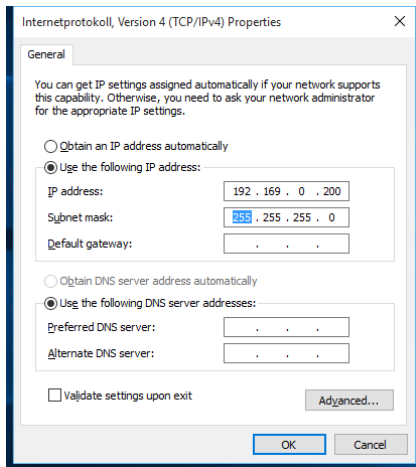 Internetprotokoll, Version 4 (TCP/IPv4) Properties
General
You can get IP settings assigned automatically if your network supports
this capability. Otherwise, you need to ask your network administrator
for the appropriate IP settings.
Obtain an IP address automatically
Use the following IP address:
IP address: 192 . 169 . 0 . 200
Subnet mask: 255 . 255 . 255 . 0
Default gateway: . . .
Obtain DNS server address automatically
Use the following DNS server addresses:
Preferred DNS server: . . .
Alternate DNS server: . . .
Validate settings upon exit
Advanced...
OK Cancel